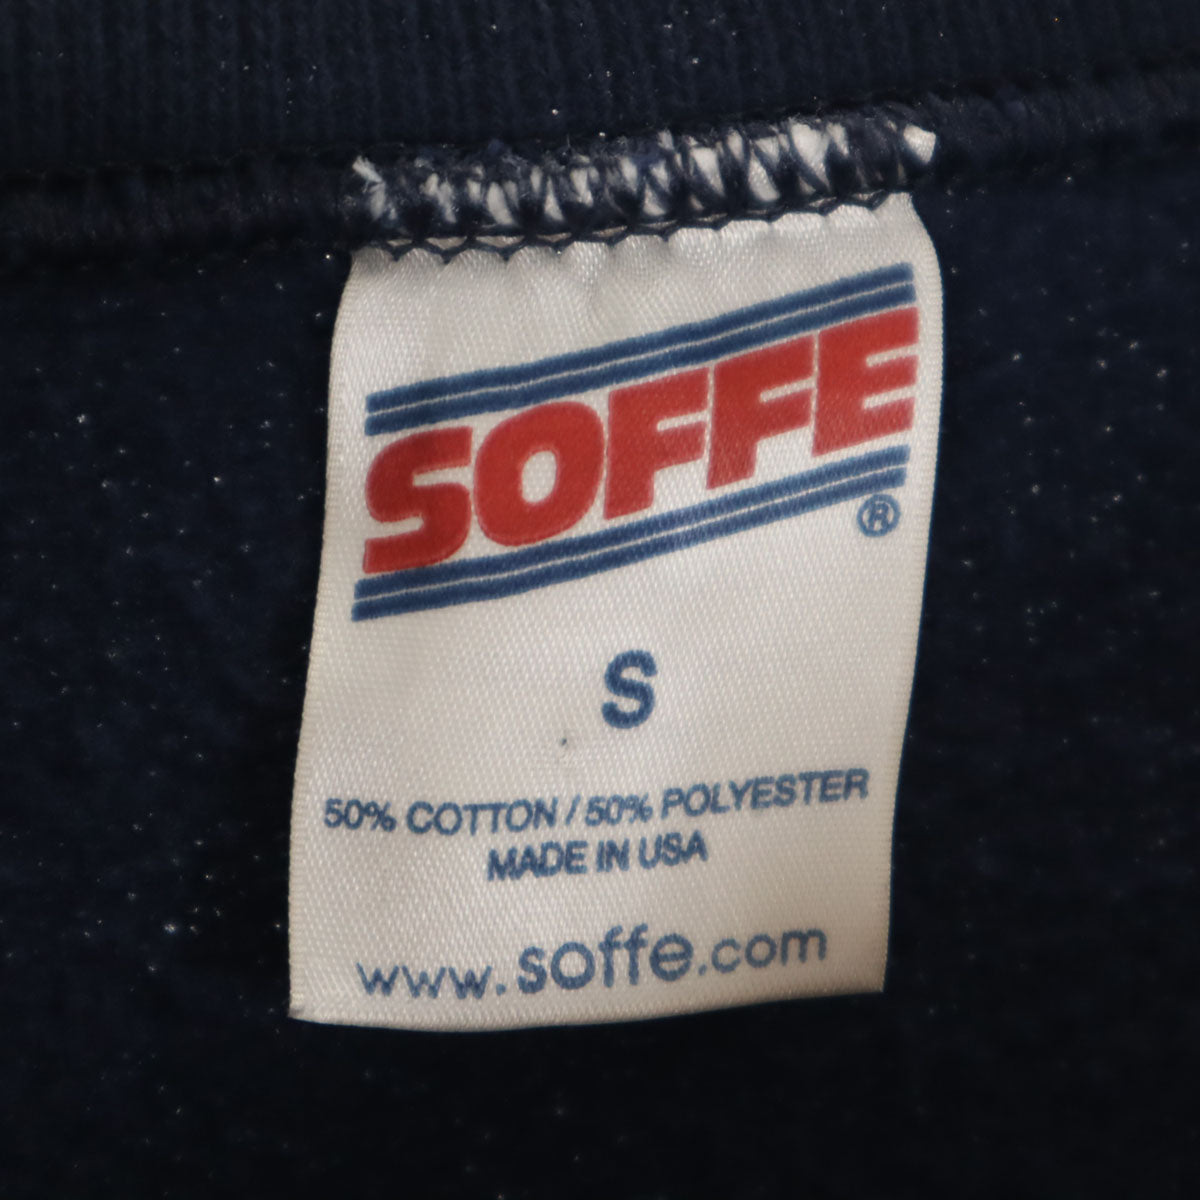 SOFFE
®
S
50% COTTON / 50% POLYESTER
MADE IN USA
www.soffe.com